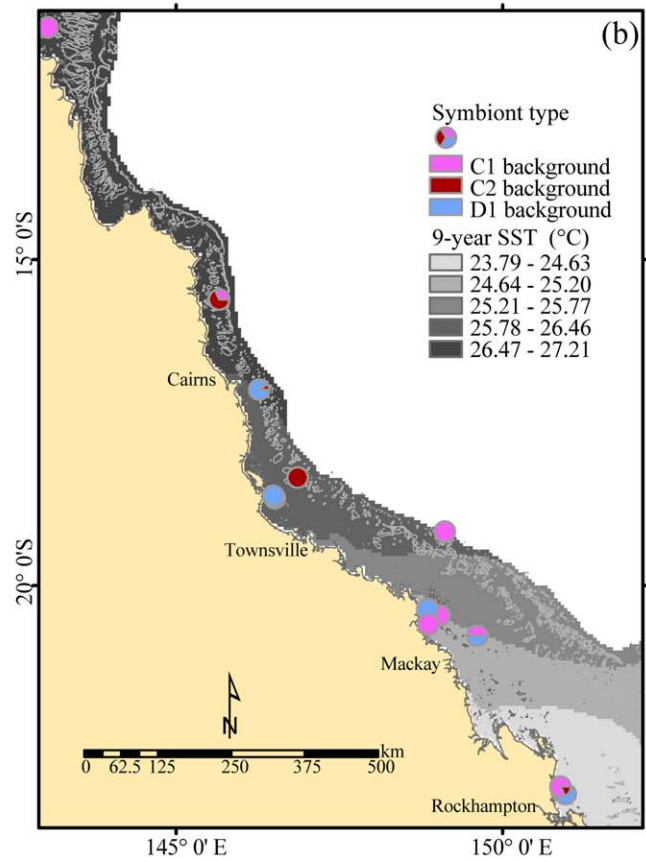 (b)
Symbiont type
C1 background
C2 background
D1 background
9-year SST (°C)
23.79 - 24.63
24.64 - 25.20
25.21 - 25.77
25.78 - 26.46
26.47 - 27.21
15° 0'S
Cairns
Townsville
20° 0'S
Mackay
N
km
0 62.5 125 250 375 500
Rockhampton
145° 0' E 150° 0' E